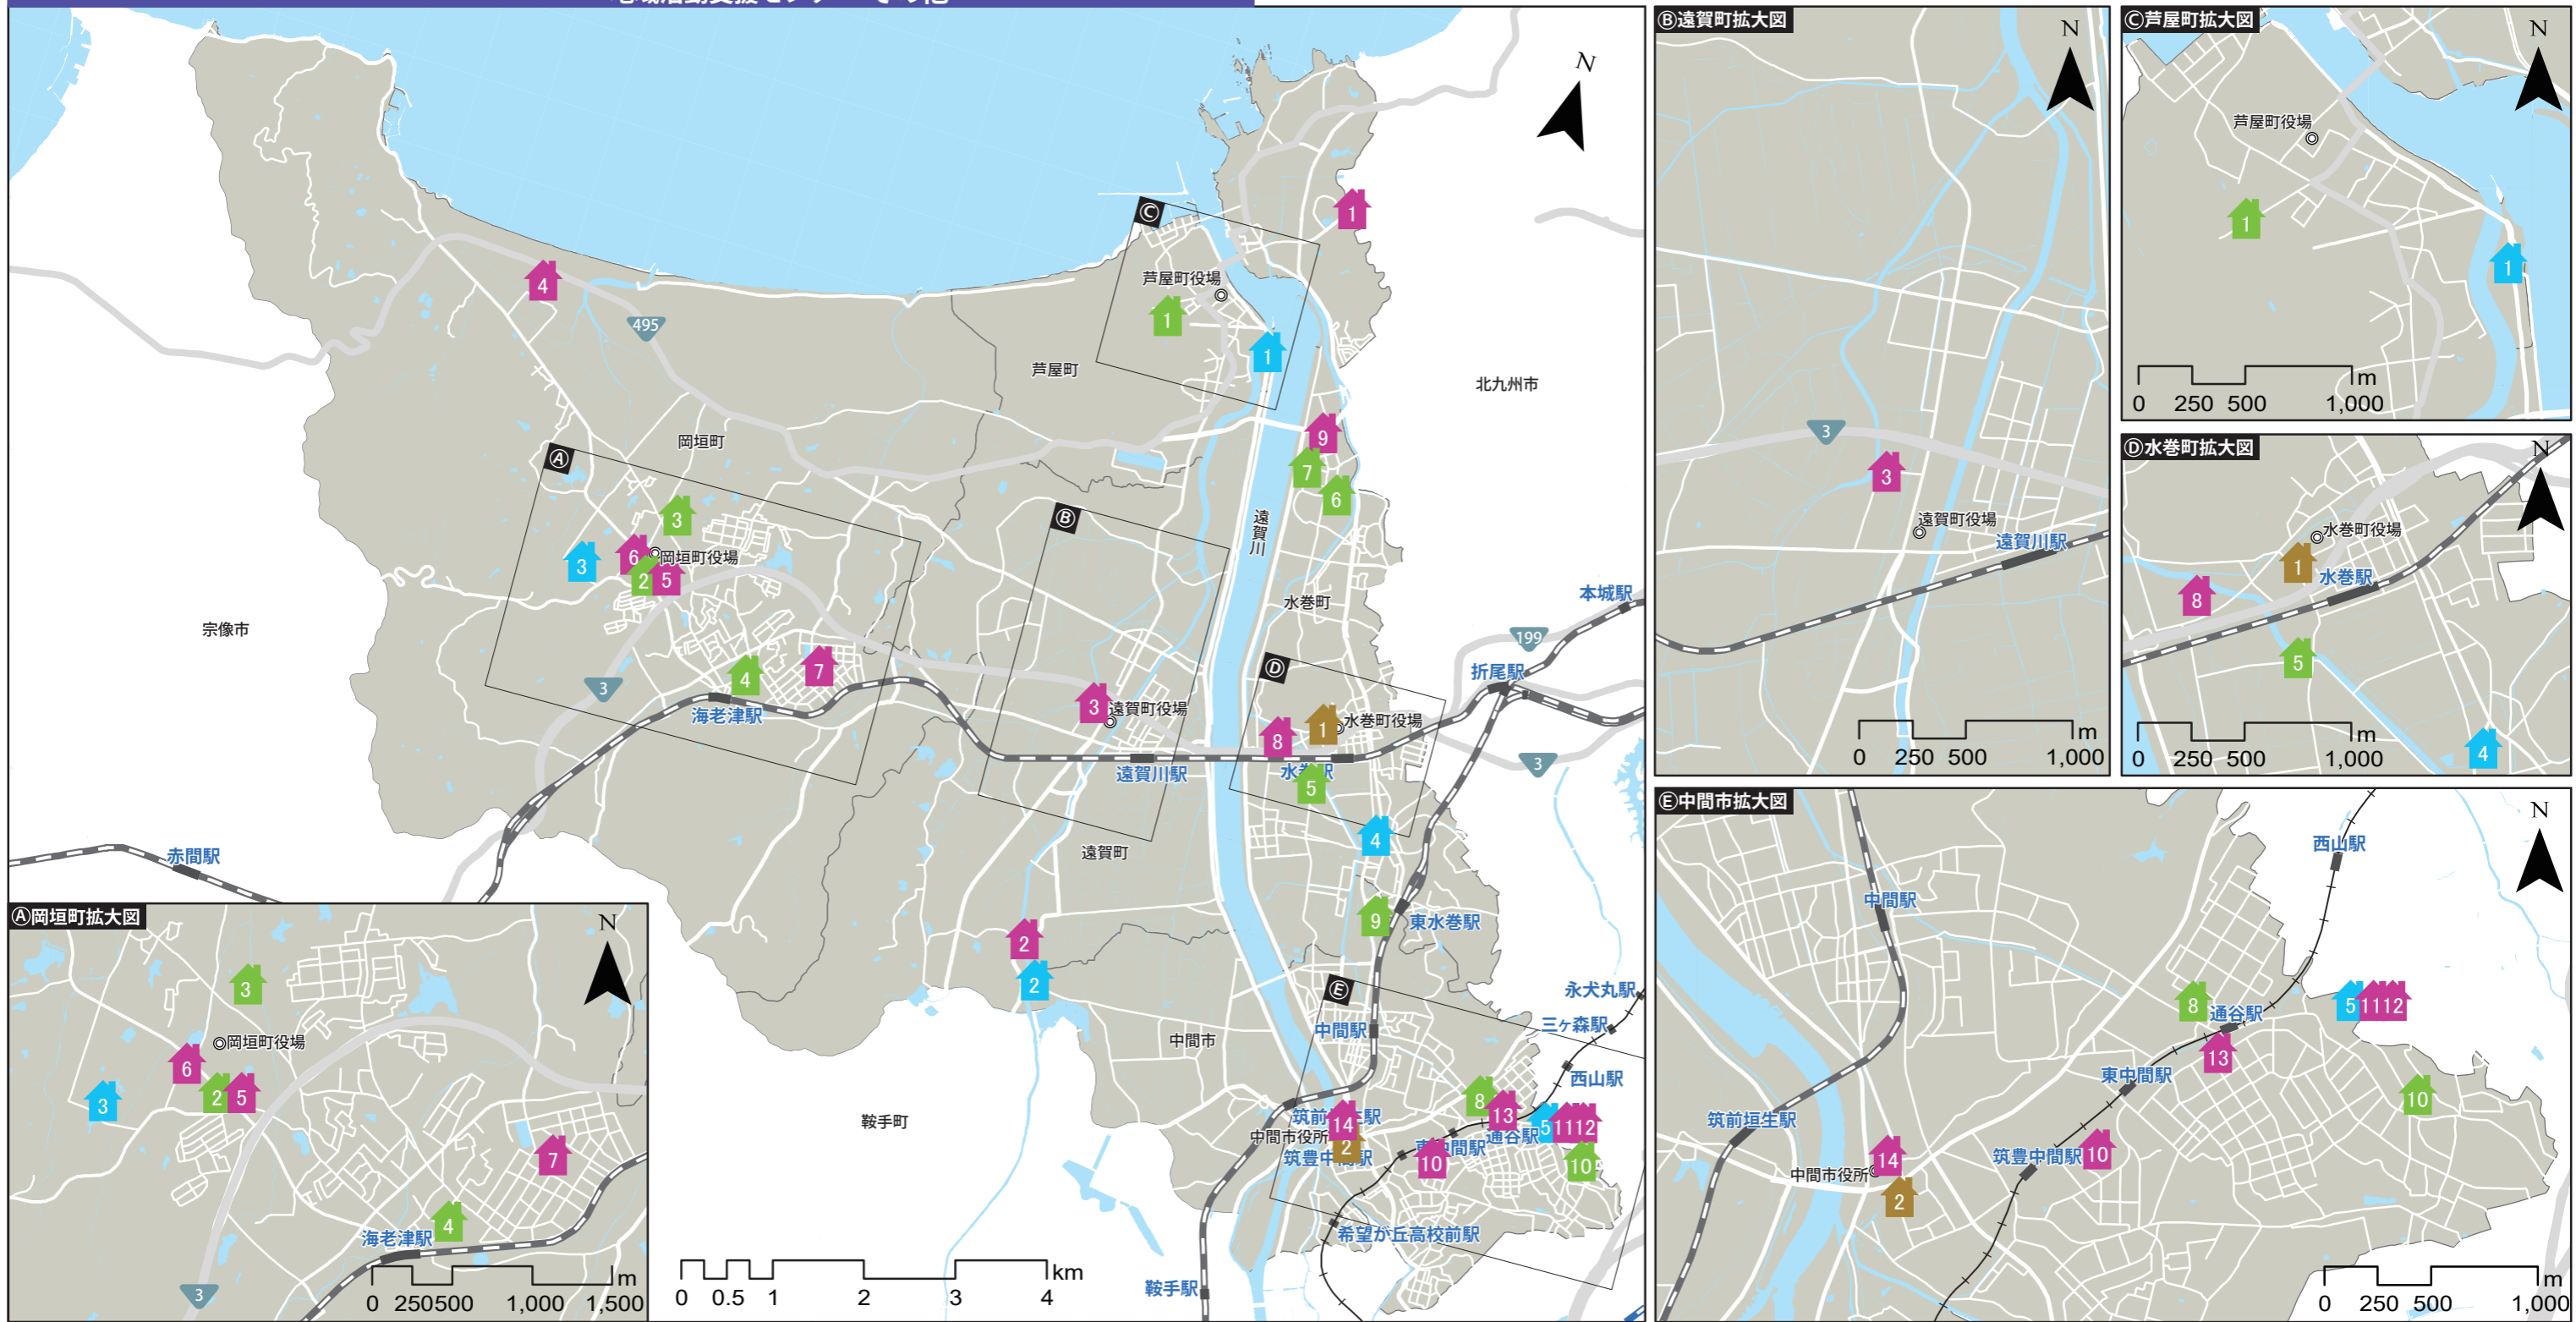 N
1
4
Ⓒ
芦屋町役場
1
495
1
芦屋町
北九州市
岡垣町
9
7
6
Ⓐ
3
Ⓑ
遠賀川
6
岡垣町役場
3
2
5
本城駅
水巻町
宗像市
199
Ⓓ
折尾駅
4
7
3
海老津駅
3
遠賀町役場
1
水巻町役場
8
3
遠賀川駅
5
4
遠賀町
赤間駅
9
東水巻駅
2
2
Ⓔ
永犬丸駅
三ヶ森駅
中間駅
中間市
西山駅
8
13
5
11
12
14
中間市役所
通谷駅
2
10
10
鞍手町
希望が丘高校前駅
鞍手駅
0 0.5 1 2 3 4 km
Ⓐ岡垣町拡大図
N
3
岡垣町役場
6
2
5
3
7
4
海老津駅
3
0 250 500 1,000 1,500 m
Ⓑ遠賀町拡大図
N
3
3
遠賀町役場
遠賀川駅
0 250 500 1,000 m
Ⓒ芦屋町拡大図
N
芦屋町役場
1
1
0 250 500 1,000 m
Ⓓ水巻町拡大図
N
水巻町役場
1
水巻駅
8
5
4
0 250 500 1,000 m
Ⓔ中間市拡大図
N
西山駅
中間駅
8
通谷駅
5
11
12
13
東中間駅
10
筑前垣生駅
14
筑豊中間駅
10
中間市役所
2
0 250 500 1,000 m